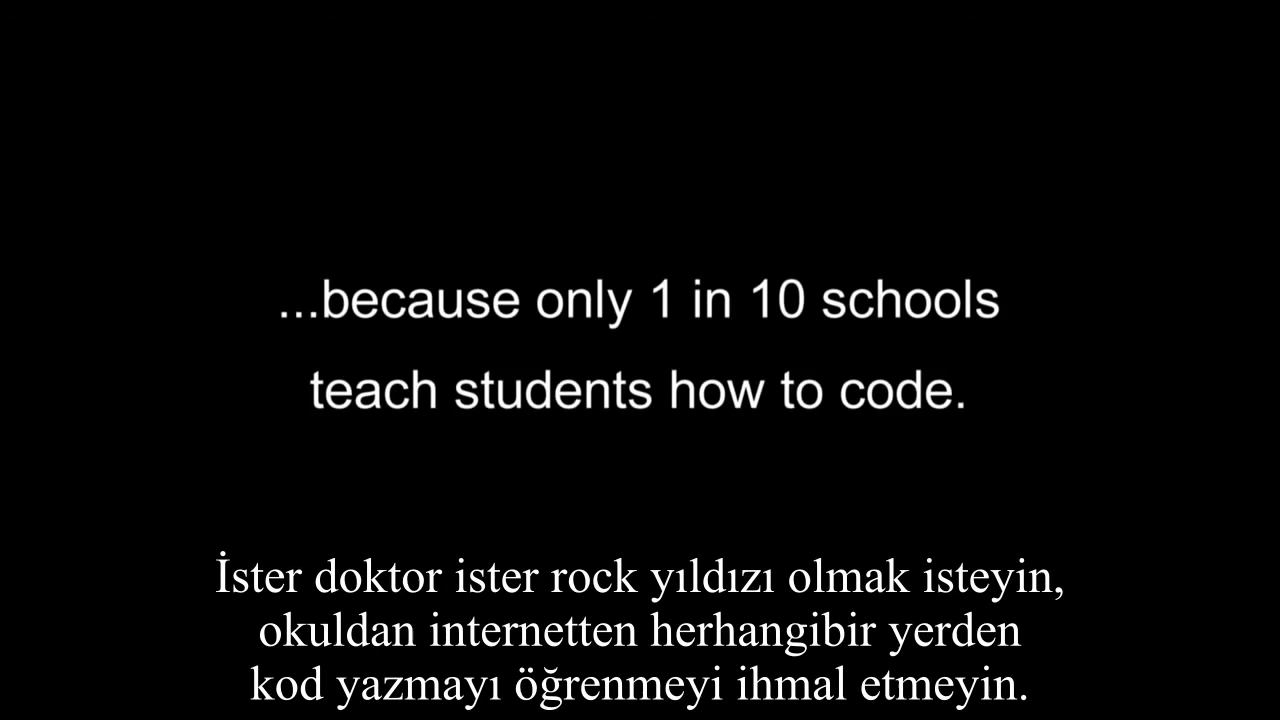 ...because only 1 in 10 schools
teach students how to code.
İster doktor ister rock yıldızı olmak isteyin,
okuldan internetten herhangibir yerden
kod yazmayı öğrenmeyi ihmal etmeyin.